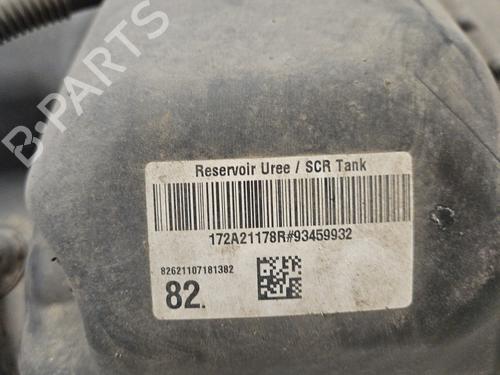 B-PARTS
Reservoir Uree / SCR Tank
172A21178R#93459932
82621107181382
82.